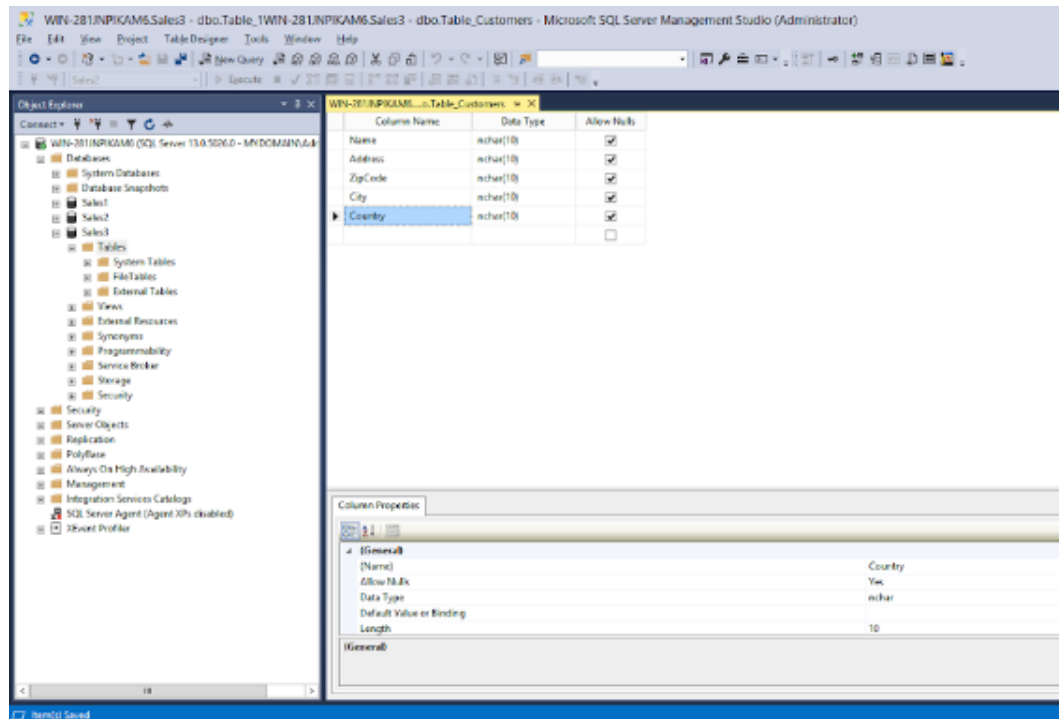 WIN-281JNPIKAM6.Sales3 - dbo.Table_1WIN-281JNPIKAM6.Sales3 - dbo.Table_Customers - Microsoft SQL Server Management Studio (Administrator)
File Edit View Project Table Designer Tools Window Help
New Query
Sales2 Execute
Object Explorer
Connect
WIN-281JNPIKAM6 (SQL Server 13.0.5026.0 - MYDOMAIN\Adr
Databases
System Databases
Database Snapshots
Sales1
Sales2
Sales3
Tables
System Tables
FileTables
External Tables
Views
External Resources
Synonyms
Programmability
Service Broker
Storage
Security
Security
Server Objects
Replication
PolyBase
Always On High Availability
Management
Integration Services Catalogs
SQL Server Agent (Agent XPs disabled)
XEvent Profiler
WIN-281JNPIKAM6....o.Table_Customers
Column Name Data Type Allow Nulls
Name nchar(10)
Address nchar(10)
ZipCode nchar(10)
City nchar(10)
Country nchar(10)
Column Properties
(General)
(Name) Country
Allow Nulls Yes
Data Type nchar
Default Value or Binding
Length 10
(General)
Item(s) Saved